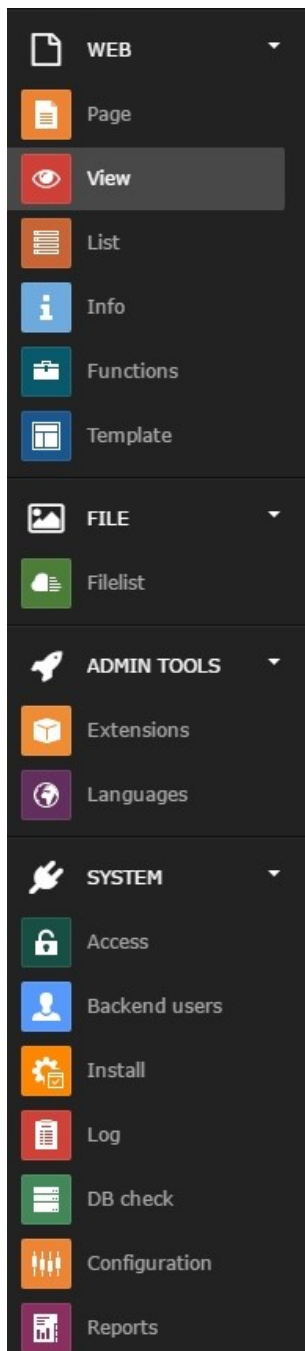 WEB
Page
View
List
Info
Functions
Template
FILE
Filelist
ADMIN TOOLS
Extensions
Languages
SYSTEM
Access
Backend users
Install
Log
DB check
Configuration
Reports